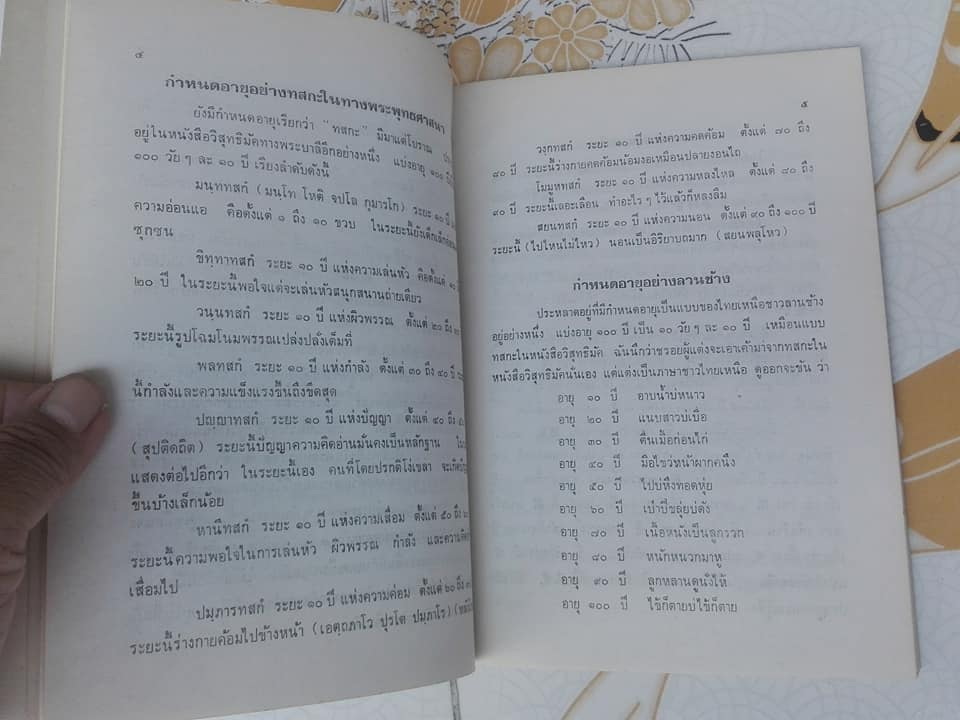 ๔
กำหนดอายุอย่างทสกะในทางพระพุทธศาสนา
ยังมีกำหนดอายุเรียกว่า “ทสกะ” มีมาแต่โบราณ
อยู่ในหนังสือวิสุทธิมัคทางพระบาลีอีกอย่างหนึ่ง แบ่งอายุ ๑๐๐ ปี
๑๐๐ วัย ๆ ละ ๑๐ ปี เรียงลำดับดังนี้
มนฺททสกํ (มนฺโท โหติ จปโล กุมารโก) ระยะ ๑๐ ปี
ความอ่อนแอ คือตั้งแต่ ๑ ถึง ๑๐ ขวบ ในระยะนี้ยังเด็กเล็กอ่อน
ซุกซน
ขิฑฺฑาทสกํ ระยะ ๑๐ ปี แห่งความเล่นหัว คือตั้งแต่ ๑๐
๒๐ ปี ในระยะนี้พอใจแต่จะเล่นหัวสนุกสนานถ่ายเดียว
วณฺณทสกํ ระยะ ๑๐ ปี แห่งผิวพรรณ ตั้งแต่ ๒๐
ระยะนี้รูปโฉมโนมพรรณเปล่งปลั่งเต็มที่
พลทสกํ ระยะ ๑๐ ปี แห่งกำลัง ตั้งแต่ ๓๐ ถึง ๔๐
นี้กำลังและความแข็งแรงขึ้นถึงขีดสุด
ปญฺญาทสกํ ระยะ ๑๐ ปี แห่งปัญญา ตั้งแต่ ๔๐ ถึง
(สุปติดถิต) ระยะนี้ปัญญาความคิดอ่านมั่นคงเป็นหลักฐาน
แสดงต่อไปอีกว่า ในระยะนี้เอง คนที่โดยปรกติโง่เขลา จะเกิด
ขึ้นบ้างเล็กน้อย
หานิทสกํ ระยะ ๑๐ ปี แห่งความเสื่อม ตั้งแต่ ๕๐ ถึง
ระยะนี้ความพอใจในการเล่นหัว ผิวพรรณ กำลัง และความคิด
เสื่อมไป
ปพฺภารทสกํ ระยะ ๑๐ ปี แห่งความค่อม ตั้งแต่ ๖๐ ถึง
ระยะนี้ร่างกายค้อมไปข้างหน้า (เอตฺถภาโว ปุรโต ปพฺภาโร)
๕
วงฺกทสกํ ระยะ ๑๐ ปี แห่งความคดค้อม ตั้งแต่ ๗๐ ถึง
๘๐ ปี ระยะนี้ร่างกายคดค้อมน้อมงอเหมือนปลายงอนไถ
โมมูหทสกํ ระยะ ๑๐ ปี แห่งความหลงใหล ตั้งแต่ ๘๐ ถึง
๙๐ ปี ระยะนี้เลอะเลือน ทำอะไร ๆ ไว้แล้วก็หลงลืม
สยนทสกํ ระยะ ๑๐ ปี แห่งความนอน ตั้งแต่ ๙๐ ถึง ๑๐๐ ปี
ระยะนี้ (ไปไหนไม่ไหว) นอนเป็นอิริยาบถมาก (สยนพลุโหว)
กำหนดอายุอย่างลานช้าง
ประหลาดอยู่ที่มีกำหนดอายุเป็นแบบของไทยเหนือชาวลานช้าง
อยู่อย่างหนึ่ง แบ่งอายุ ๑๐๐ ปี เป็น ๑๐ วัย ๆ ละ ๑๐ ปี เหมือนแบบ
ทสกะในหนังสือวิสุทธิมัค ฉันนึกว่าชรอยผู้แต่งจะเอาเค้ามาจากทสกะใน
หนังสือวิสุทธิมัคนั่นเอง แต่แต่งเป็นภาษาชาวไทยเหนือ ดูออกจะขัน ว่า
อายุ ๑๐ ปี อาบน้ำบ่หนาว
อายุ ๒๐ ปี แนบสาวบ่เบื่อ
อายุ ๓๐ ปี ตื่นเมื่อก่อนไก่
อายุ ๔๐ ปี มือไขว่หน้าผากคนึง
อายุ ๕๐ ปี ไปบ่หึงทอดหุ่ย
อายุ ๖๐ ปี เป่าปี่ขลุ่ยบ่ดัง
อายุ ๗๐ ปี เนื้อหนังเป็นลูกววก
อายุ ๘๐ ปี หนักหนวกมาหู
อายุ ๙๐ ปี ลูกหลานดูนั่งไห้
อายุ ๑๐๐ ปี ไข้ก็ตายบ่ไข้ก็ตาย